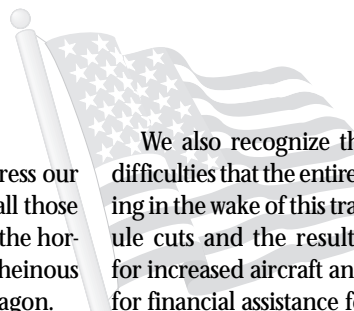 ress our
all those
the hor-
heinous
agon.
We also recognize th
difficulties that the entire
ing in the wake of this tra
ule cuts and the result
for increased aircraft an
for financial assistance fo